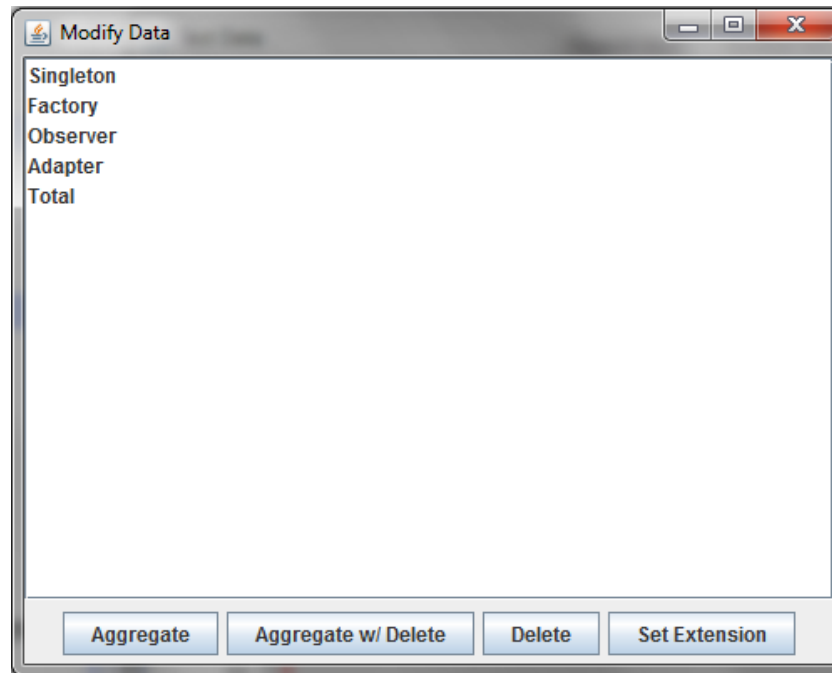 Modify Data
Singleton
Factory
Observer
Adapter
Total
Aggregate
Aggregate w/ Delete
Delete
Set Extension